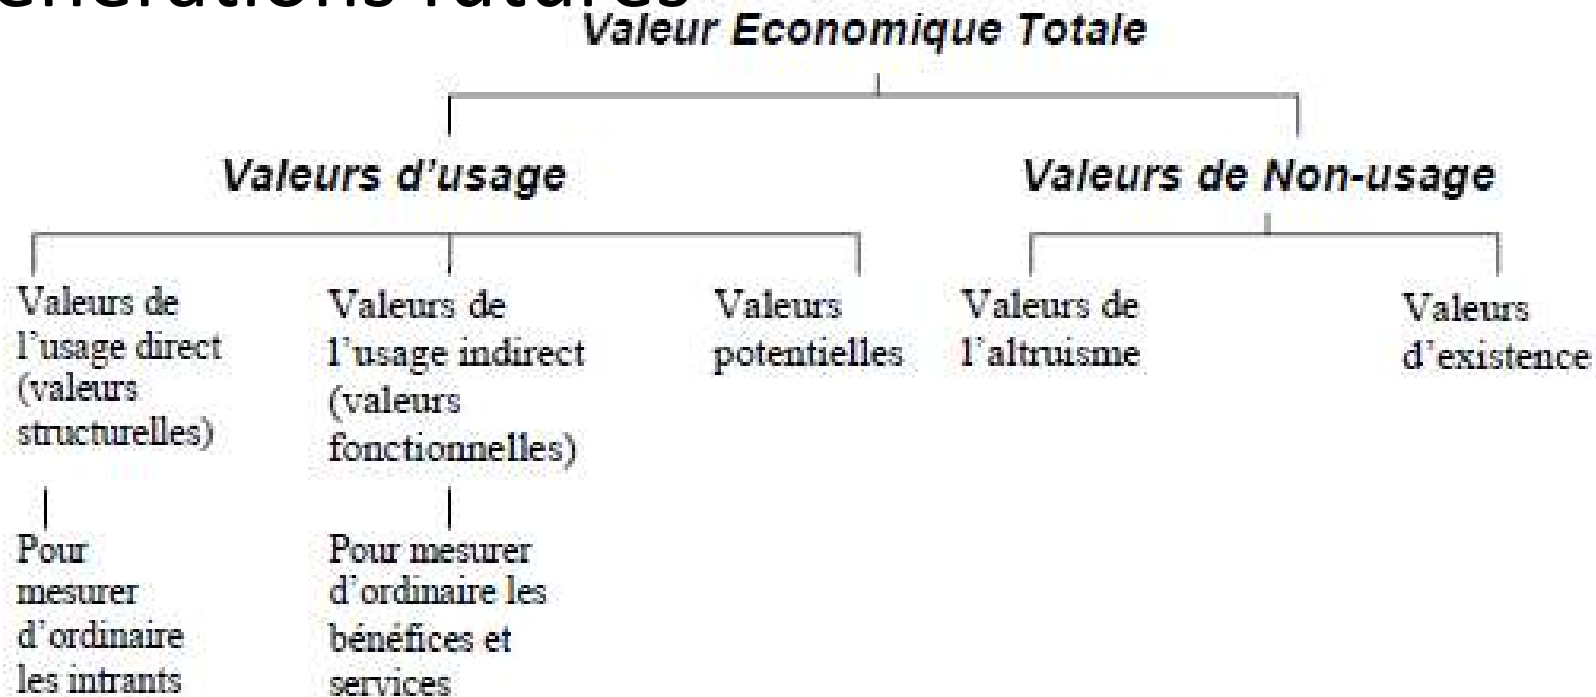 générations futures
Valeur Economique Totale
Valeurs d'usage
Valeurs de Non-usage
Valeurs de
l'usage direct
(valeurs
structurelles)
Valeurs de
l'usage indirect
(valeurs
fonctionnelles)
Valeurs
potentielles
Valeurs de
l'altruisme
Valeurs
d'existence
Pour
mesurer
d'ordinaire
les intrants
Pour mesurer
d'ordinaire les
bénéfices et
services